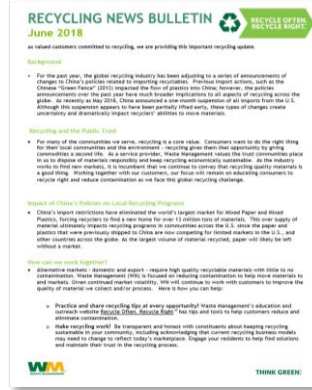 RECYCLING NEWS BULLETIN
RECYCLE OFTEN.
RECYCLE RIGHT.
June 2018
as valued customers committed to recycling, we are providing this important recycling update.
Background
• For the past year, the global recycling industry has been adjusting to a series of announcements
of changes to China's policies related to importing recyclables. Previous import actions, such as the
Chinese "Green Fence" (2013) impacted the flow of plastics into China; however, the policies
announcements over the past year have much broader implications to all aspects of recycling across the
globe. As recently as May 2018, China announced a one-month suspension of all imports from the U.S.
Although this suspension appears to have been partially lifted early, these types of changes create
uncertainty and dramatically impact recyclers' abilities to move materials.
Recycling and the Public Trust
• For many of the communities we serve, recycling is a core value. Consumers want to do the right thing
for their local communities and the environment - recycling gives them that opportunity by giving
commodities a second life. As a service provider, Waste Management values the trust communities place
in us to dispose of materials responsibly and keep recycling economically sustainable. As the industry
works to find new markets, it is incumbent that we continue to convey that recycling quality materials is
a good thing. Working together with our customers, our focus will remain on educating consumers to
recycle right and reduce contamination as we face this global recycling challenge.
Impact of China's Policies on Local Recycling Programs
• China's import restrictions have eliminated the world's largest market for Mixed Paper and Mixed
Plastics, forcing recyclers to find a new home for over 13 million tons of materials. This over supply of
material ultimately impacts recycling programs in communities across the U.S. since the paper and
plastics that were previously shipped to China are now competing for limited markets in the U.S., and
other countries across the globe. As the largest volume of material recycled, paper will likely be left
without a market.
How can we work together?
• Alternative markets - domestic and export - require high quality recyclable materials with little to no
contamination. Waste Management (WM) is focused on reducing contamination to help move materials to
end markets. Given continued market volatility, WM will continue to work with customers to improve the
quality of material we collect and/or process. Here is how you can help:
o Practice and share recycling tips at every opportunity! Waste Management's education and
outreach website Recycle Often. Recycle Right.℠ has tips and tools to help customers reduce and
eliminate contamination.
o Make recycling work! Be transparent and honest with constituents about keeping recycling
sustainable in your community, including acknowledging that current recycling business models
may need to change to reflect today's marketplace. Engage your residents to help find solutions
and maintain their trust in the recycling process.
WM
WASTE MANAGEMENT
THINK GREEN.